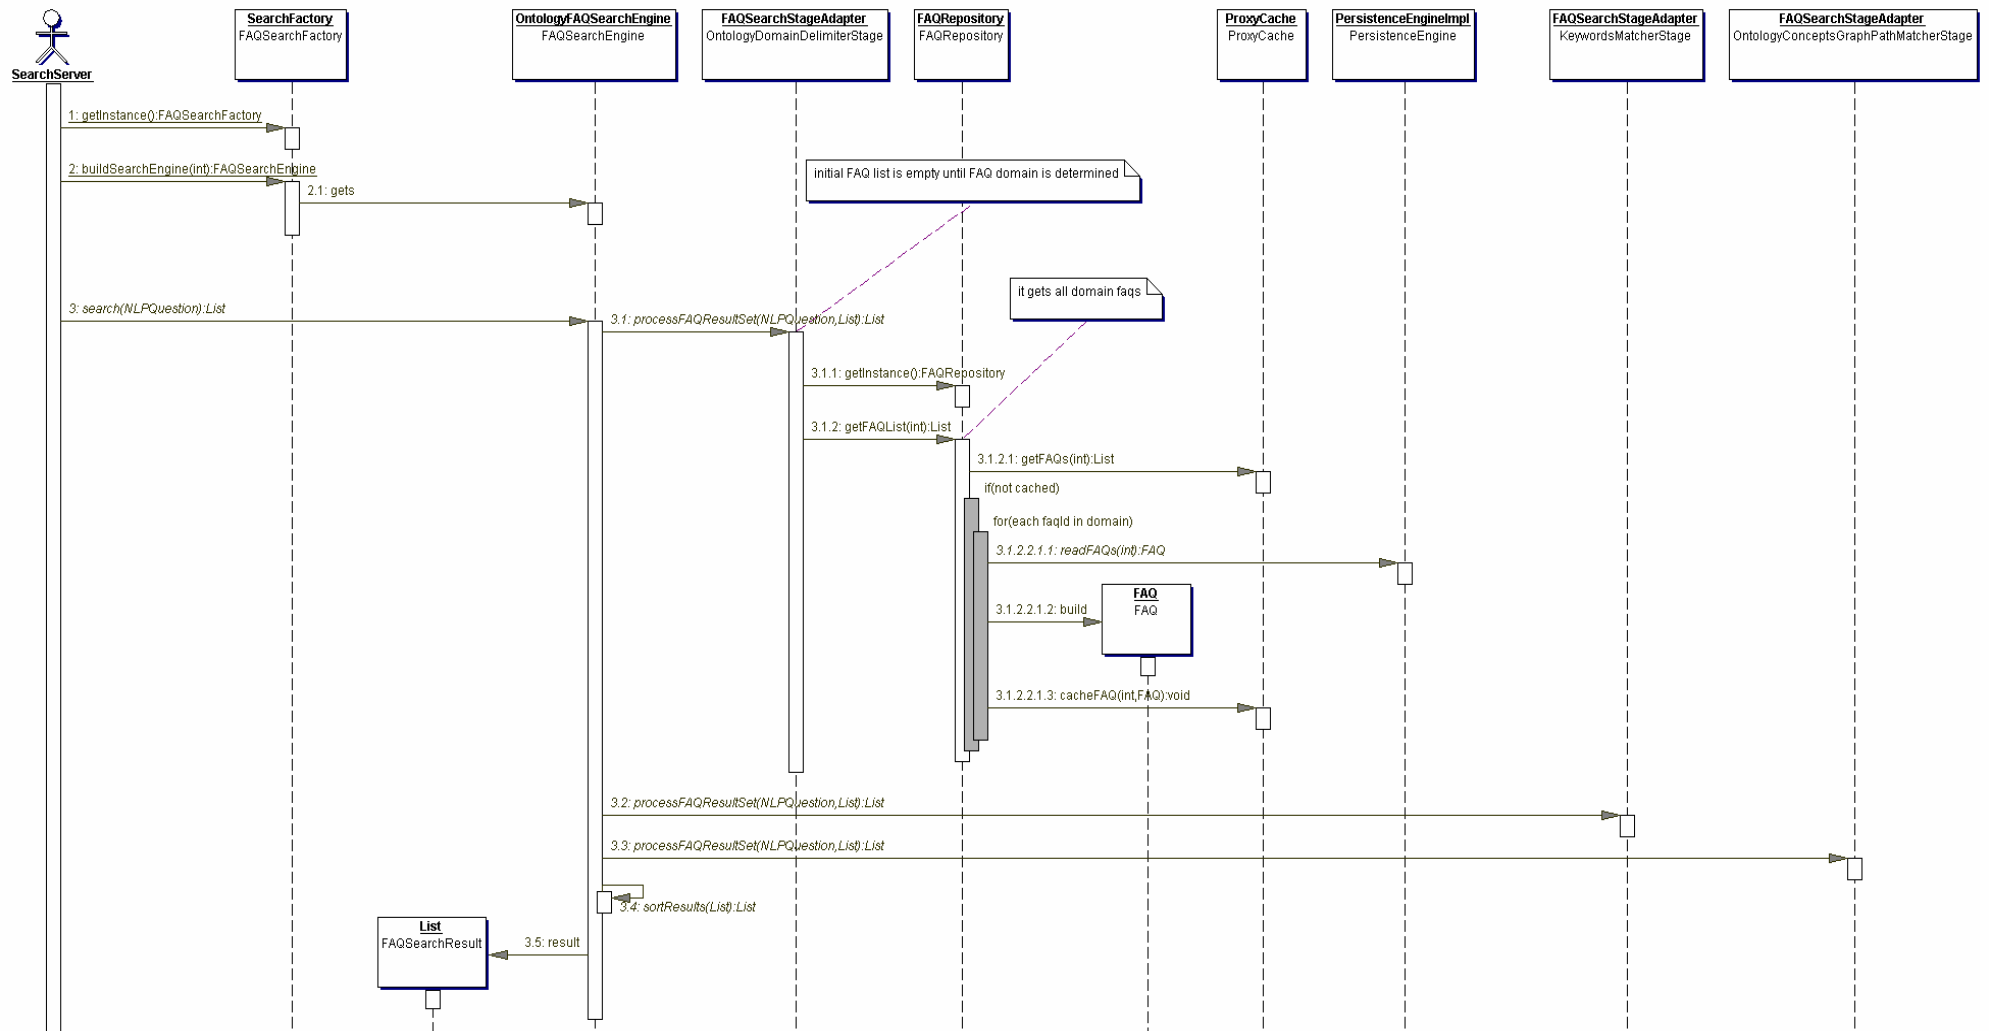 SearchServer
SearchFactory
FAQSearchFactory
OntologyFAQSearchEngine
FAQSearchEngine
FAQSearchStageAdapter
OntologyDomainDelimiterStage
FAQRepository
FAQRepository
ProxyCache
ProxyCache
PersistenceEngineImpl
PersistenceEngine
FAQSearchStageAdapter
KeywordsMatcherStage
FAQSearchStageAdapter
OntologyConceptsGraphPathMatcherStage
1: getInstance():FAQSearchFactory
2: buildSearchEngine(int):FAQSearchEngine
2.1: gets
initial FAQ list is empty until FAQ domain is determined
it gets all domain faqs
3: search(NLPQuestion):List
3.1: processFAQResultSet(NLPQuestion,List):List
3.1.1: getInstance():FAQRepository
3.1.2: getFAQList(int):List
3.1.2.1: getFAQs(int):List
if(not cached)
for(each faqId in domain)
3.1.2.2.1.1: readFAQs(int):FAQ
FAQ
FAQ
3.1.2.2.1.2: build
3.1.2.2.1.3: cacheFAQ(int,FAQ):void
3.2: processFAQResultSet(NLPQuestion,List):List
3.3: processFAQResultSet(NLPQuestion,List):List
3.4: sortResults(List):List
List
FAQSearchResult
3.5: result